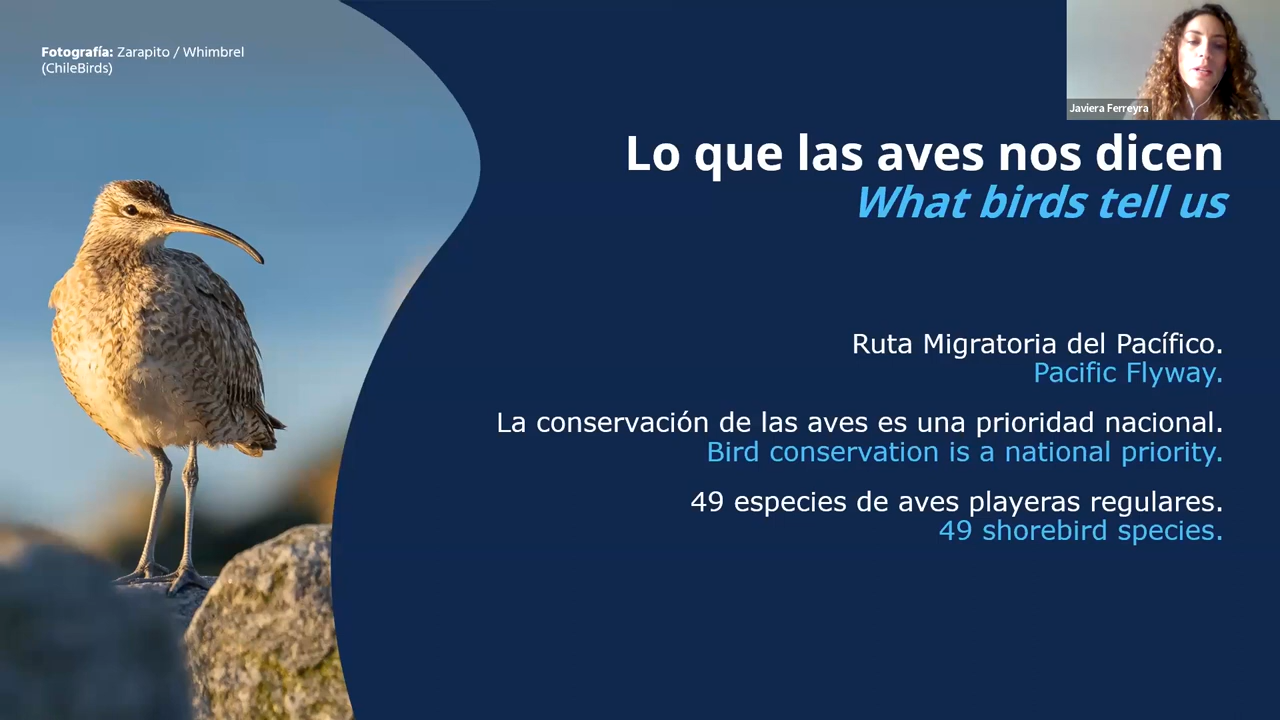 Fotografía: Zarapito / Whimbrel
(ChileBirds)
Javiera Ferreyra
Lo que las aves nos dicen
What birds tell us
Ruta Migratoria del Pacífico.
Pacific Flyway.
La conservación de las aves es una prioridad nacional.
Bird conservation is a national priority.
49 especies de aves playeras regulares.
49 shorebird species.